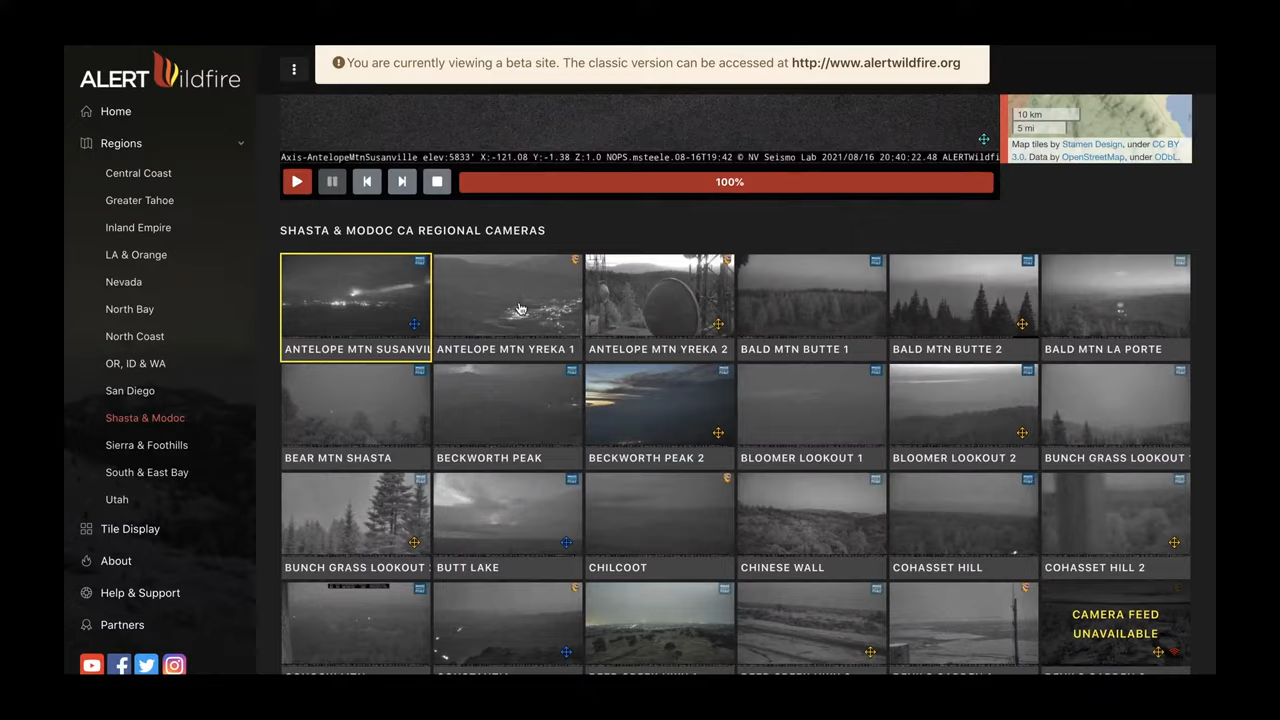 ALERTWildfire
You are currently viewing a beta site. The classic version can be accessed at http://www.alertwildfire.org
Home
Regions
Central Coast
Greater Tahoe
Inland Empire
LA & Orange
Nevada
North Bay
North Coast
OR, ID & WA
San Diego
Shasta & Modoc
Sierra & Foothills
South & East Bay
Utah
Tile Display
About
Help & Support
Partners
10 km
5 mi
Map tiles by Stamen Design, under CC BY
3.0. Data by OpenStreetMap, under ODbL.
Axis-AntelopeMtnSusanville elev:5833' X:-121.08 Y:-1.38 Z:1.0 NOPS.msteele.08-16T19:42 © NV Seismo Lab 2021/08/16 20:40:22.48 ALERTWildfi
100%
SHASTA & MODOC CA REGIONAL CAMERAS
ANTELOPE MTN SUSANVIL
ANTELOPE MTN YREKA 1
ANTELOPE MTN YREKA 2
BALD MTN BUTTE 1
BALD MTN BUTTE 2
BALD MTN LA PORTE
BEAR MTN SHASTA
BECKWORTH PEAK
BECKWORTH PEAK 2
BLOOMER LOOKOUT 1
BLOOMER LOOKOUT 2
BUNCH GRASS LOOKOUT
BUNCH GRASS LOOKOUT
BUTT LAKE
CHILCOOT
CHINESE WALL
COHASSET HILL
COHASSET HILL 2
CAMERA FEED
UNAVAILABLE